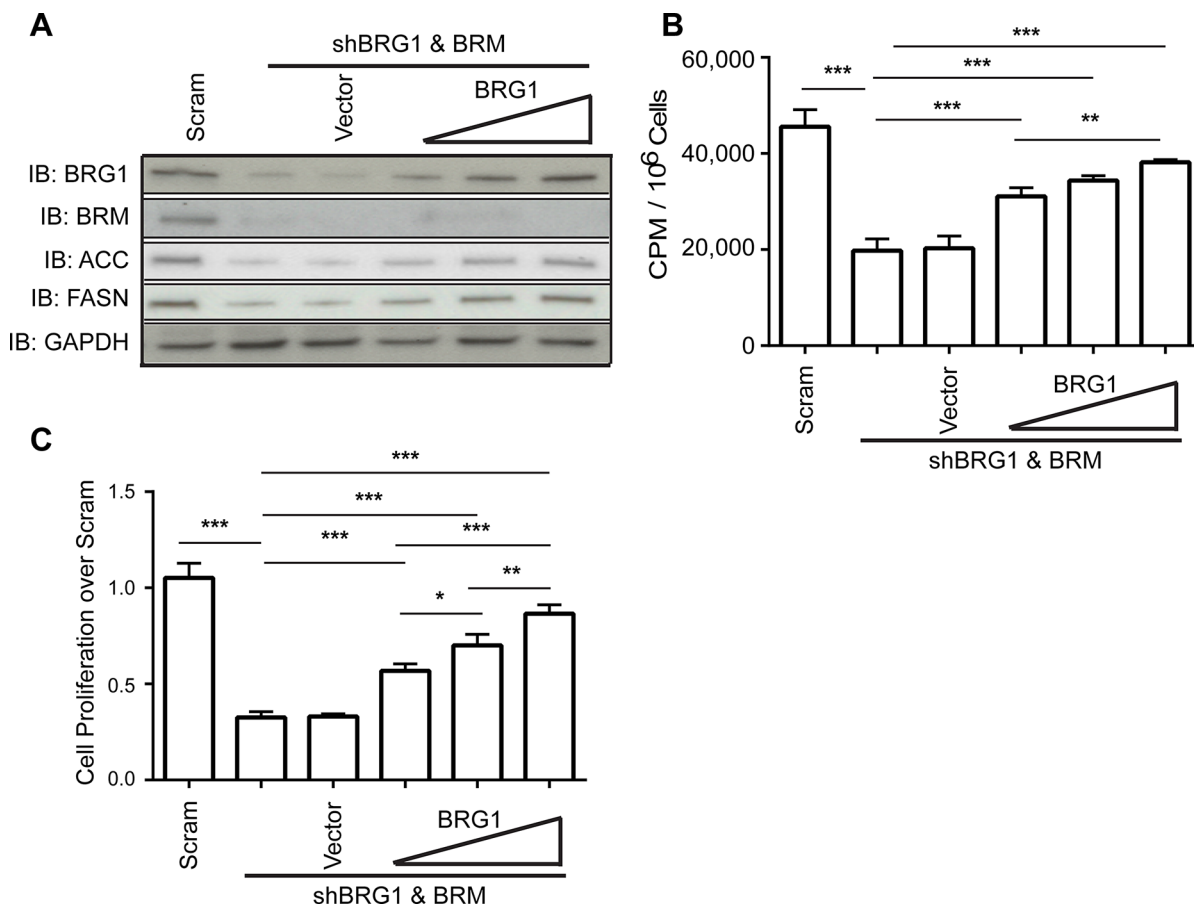 A
shBRG1 & BRM
Scram
Vector
BRG1
IB: BRG1
IB: BRM
IB: ACC
IB: FASN
IB: GAPDH
B
CPM / 10⁶ Cells
60,000
40,000
20,000
0
***
***
***
***
**
Scram
Vector
BRG1
shBRG1 & BRM
C
Cell Proliferation over Scram
1.5
1.0
0.5
0.0
***
***
***
***
***
**
*
Scram
Vector
BRG1
shBRG1 & BRM